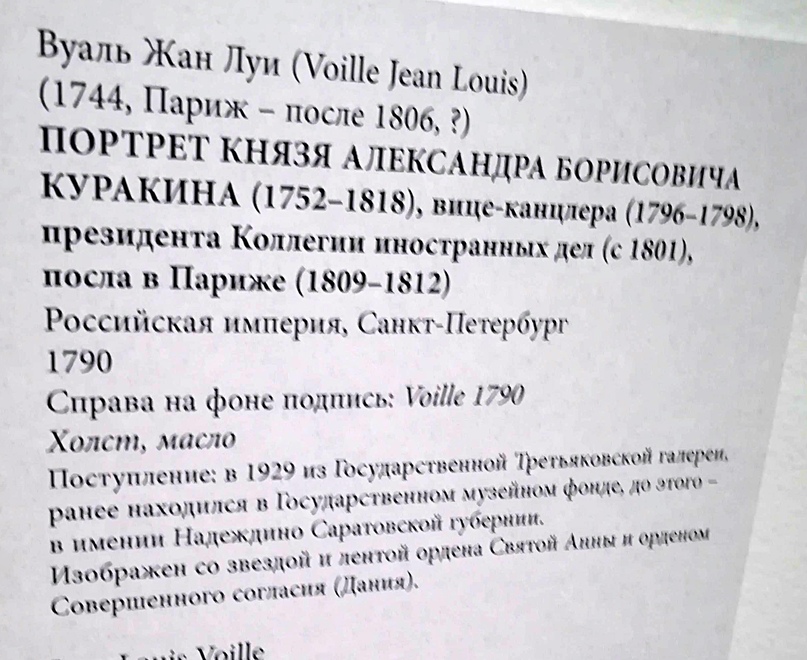 Вуаль Жан Луи (Voille Jean Louis)
(1744, Париж – после 1806, ?)
ПОРТРЕТ КНЯЗЯ АЛЕКСАНДРА БОРИСОВИЧА
КУРАКИНА (1752–1818), вице-канцлера (1796–1798),
президента Коллегии иностранных дел (с 1801),
посла в Париже (1809–1812)
Российская империя, Санкт-Петербург
1790
Справа на фоне подпись: Voille 1790
Холст, масло
Поступление: в 1929 из Государственной Третьяковской галереи,
ранее находился в Государственном музейном фонде, до этого –
в имении Надеждино Саратовской губернии.
Изображен со звездой и лентой ордена Святой Анны и орденом
Совершенного согласия (Дания).
Louis Voille